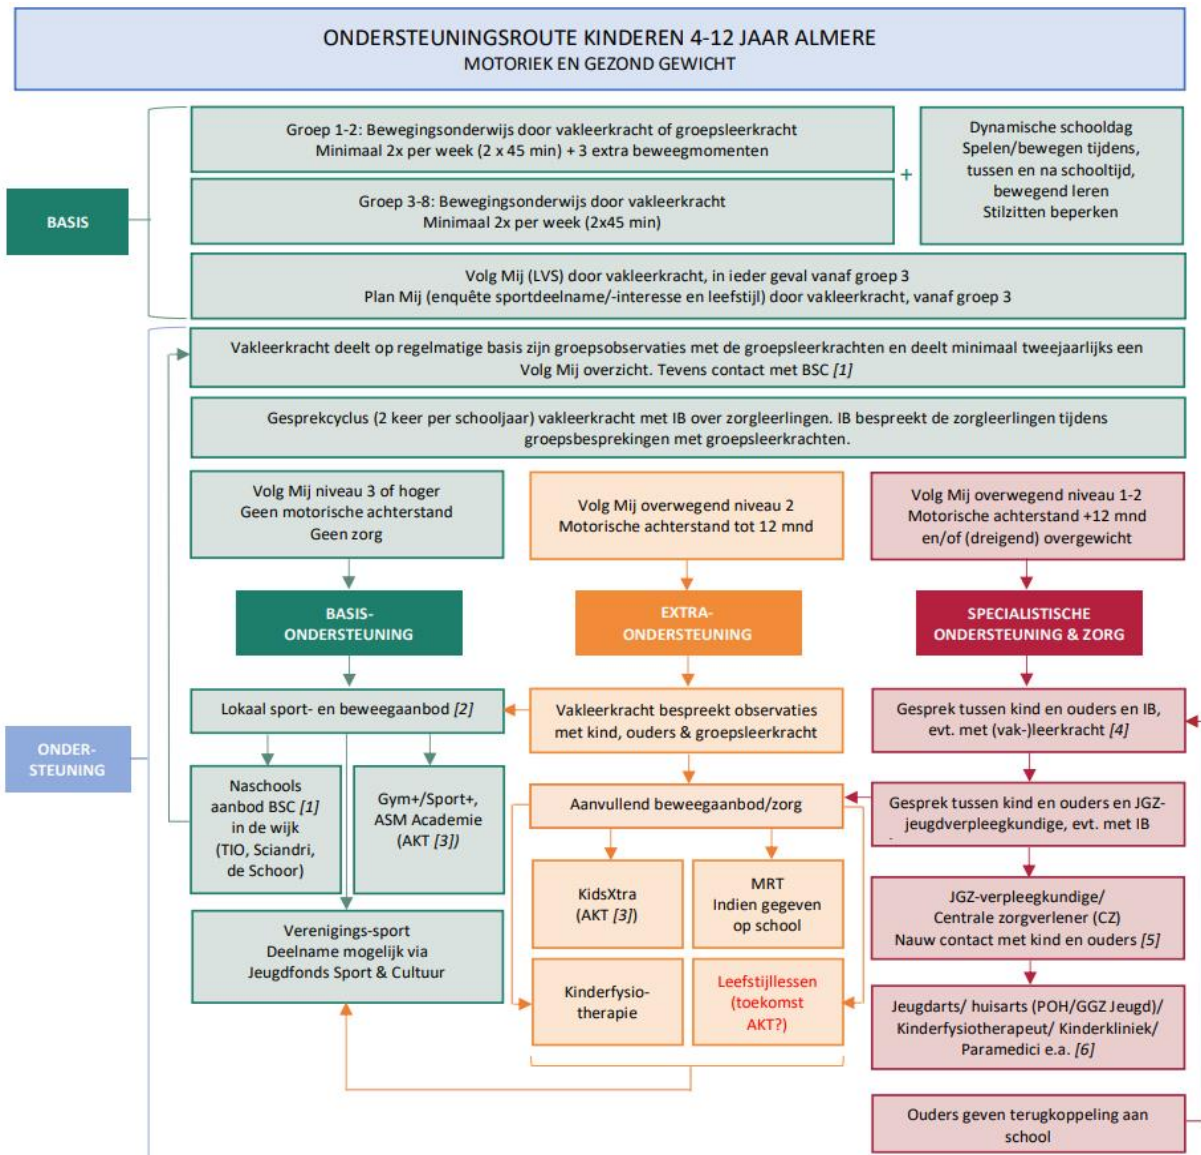 ONDERSTEUNINGSROUTE KINDEREN 4-12 JAAR ALMERE
MOTORIEK EN GEZOND GEWICHT
BASIS
Groep 1-2: Bewegingsonderwijs door vakleerkracht of groepsleerkracht
Minimaal 2x per week (2 x 45 min) + 3 extra beweegmomenten
Groep 3-8: Bewegingsonderwijs door vakleerkracht
Minimaal 2x per week (2x45 min)
+
Dynamische schooldag
Spelen/bewegen tijdens,
tussen en na schooltijd,
bewegend leren
Stilzitten beperken
Volg Mij (LVS) door vakleerkracht, in ieder geval vanaf groep 3
Plan Mij (enquête sportdeelname/-interesse en leefstijl) door vakleerkracht, vanaf groep 3
ONDER-
STEUNING
Vakleerkracht deelt op regelmatige basis zijn groepsobservaties met de groepsleerkrachten en deelt minimaal tweejaarlijks een
Volg Mij overzicht. Tevens contact met BSC [1]
Gesprekcyclus (2 keer per schooljaar) vakleerkracht met IB over zorgleerlingen. IB bespreekt de zorgleerlingen tijdens
groepsbesprekingen met groepsleerkrachten.
Volg Mij niveau 3 of hoger
Geen motorische achterstand
Geen zorg
BASIS-
ONDERSTEUNING
Lokaal sport- en beweegaanbod [2]
Naschools
aanbod BSC [1]
in de wijk
(TIO, Sciandri,
de Schoor)
Gym+/Sport+,
ASM Academie
(AKT [3])
Verenigings-sport
Deelname mogelijk via
Jeugdfonds Sport & Cultuur
Volg Mij overwegend niveau 2
Motorische achterstand tot 12 mnd
EXTRA-
ONDERSTEUNING
Vakleerkracht bespreekt observaties
met kind, ouders & groepsleerkracht
Aanvullend beweegaanbod/zorg
KidsXtra
(AKT [3])
MRT
Indien gegeven
op school
Kinderfysio-
therapie
Leefstijllessen
(toekomst
AKT?)
Volg Mij overwegend niveau 1-2
Motorische achterstand +12 mnd
en/of (dreigend) overgewicht
SPECIALISTISCHE
ONDERSTEUNING & ZORG
Gesprek tussen kind en ouders en IB,
evt. met (vak-)leerkracht [4]
Gesprek tussen kind en ouders en JGZ-
jeugdverpleegkundige, evt. met IB
JGZ-verpleegkundige/
Centrale zorgverlener (CZ)
Nauw contact met kind en ouders [5]
Jeugdarts/ huisarts (POH/GGZ Jeugd)/
Kinderfysiotherapeut/ Kinderkliniek/
Paramedici e.a. [6]
Ouders geven terugkoppeling aan
school